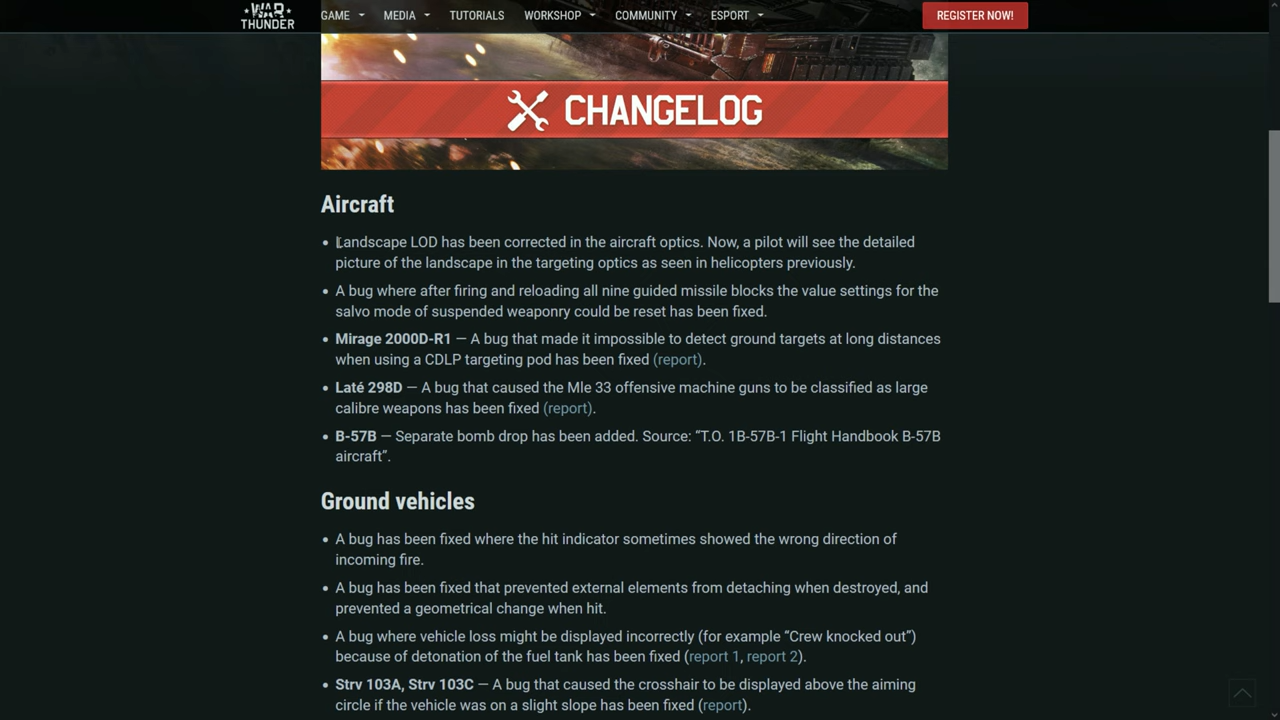 WAR
THUNDER
GAME MEDIA TUTORIALS WORKSHOP COMMUNITY ESPORT REGISTER NOW!
CHANGELOG
Aircraft
• Landscape LOD has been corrected in the aircraft optics. Now, a pilot will see the detailed
picture of the landscape in the targeting optics as seen in helicopters previously.
• A bug where after firing and reloading all nine guided missile blocks the value settings for the
salvo mode of suspended weaponry could be reset has been fixed.
• Mirage 2000D-R1 — A bug that made it impossible to detect ground targets at long distances
when using a CDLP targeting pod has been fixed (report).
• Laté 298D — A bug that caused the Mle 33 offensive machine guns to be classified as large
calibre weapons has been fixed (report).
• B-57B — Separate bomb drop has been added. Source: “T.O. 1B-57B-1 Flight Handbook B-57B
aircraft”.
Ground vehicles
• A bug has been fixed where the hit indicator sometimes showed the wrong direction of
incoming fire.
• A bug has been fixed that prevented external elements from detaching when destroyed, and
prevented a geometrical change when hit.
• A bug where vehicle loss might be displayed incorrectly (for example “Crew knocked out”)
because of detonation of the fuel tank has been fixed (report 1, report 2).
• Strv 103A, Strv 103C — A bug that caused the crosshair to be displayed above the aiming
circle if the vehicle was on a slight slope has been fixed (report).